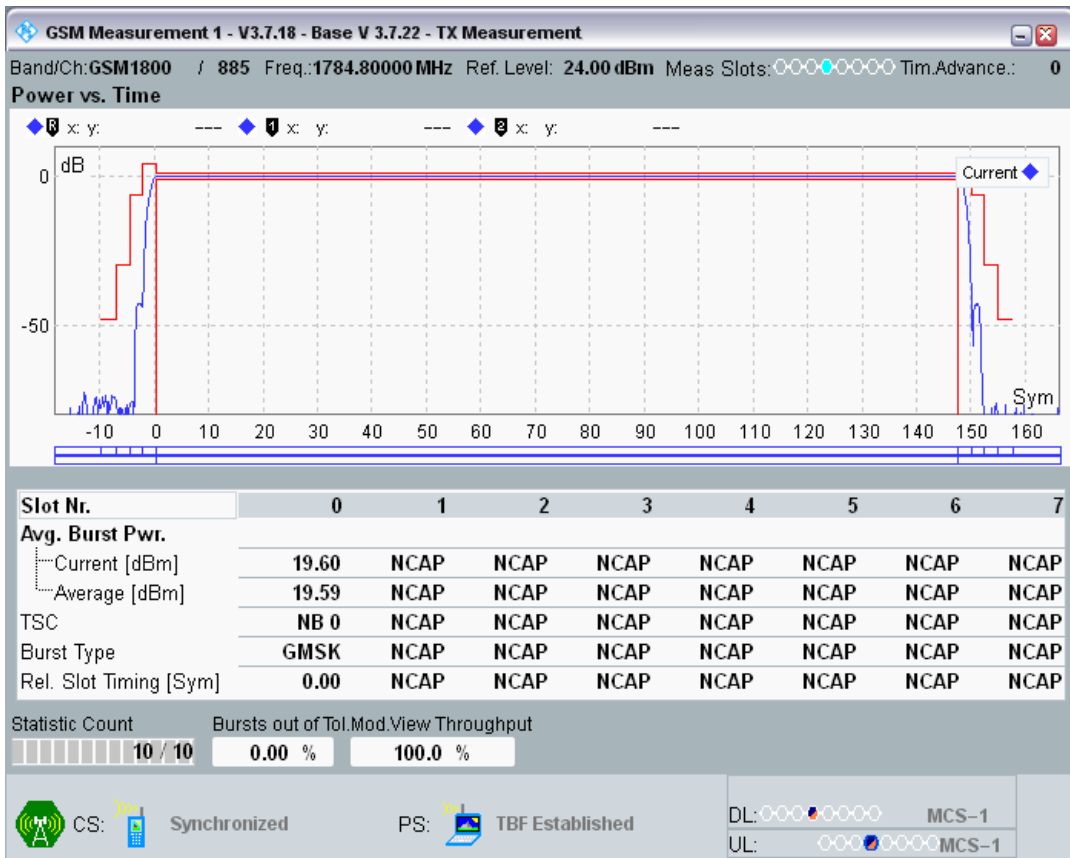 GSM Measurement 1 - V3.7.18 - Base V 3.7.22 - TX Measurement
Band/Ch:GSM1800 / 885 Freq.:1784.80000 MHz Ref. Level: 24.00 dBm Meas Slots: Tim.Advance.: 0
Power vs. Time
R x: y: --- 1 x: y: --- 2 x: y: ---
dB
0
Current
-50
Sym
-10 0 10 20 30 40 50 60 70 80 90 100 110 120 130 140 150 160
Slot Nr. 0 1 2 3 4 5 6 7
Avg. Burst Pwr.
Current [dBm] 19.60 NCAP NCAP NCAP NCAP NCAP NCAP NCAP
Average [dBm] 19.59 NCAP NCAP NCAP NCAP NCAP NCAP NCAP
TSC NB 0 NCAP NCAP NCAP NCAP NCAP NCAP NCAP
Burst Type GMSK NCAP NCAP NCAP NCAP NCAP NCAP NCAP
Rel. Slot Timing [Sym] 0.00 NCAP NCAP NCAP NCAP NCAP NCAP NCAP
Statistic Count Bursts out of Tol. Mod.View Throughput
10 / 10 0.00 % 100.0 %
CS: Synchronized PS: TBF Established
DL: MCS-1
UL: MCS-1